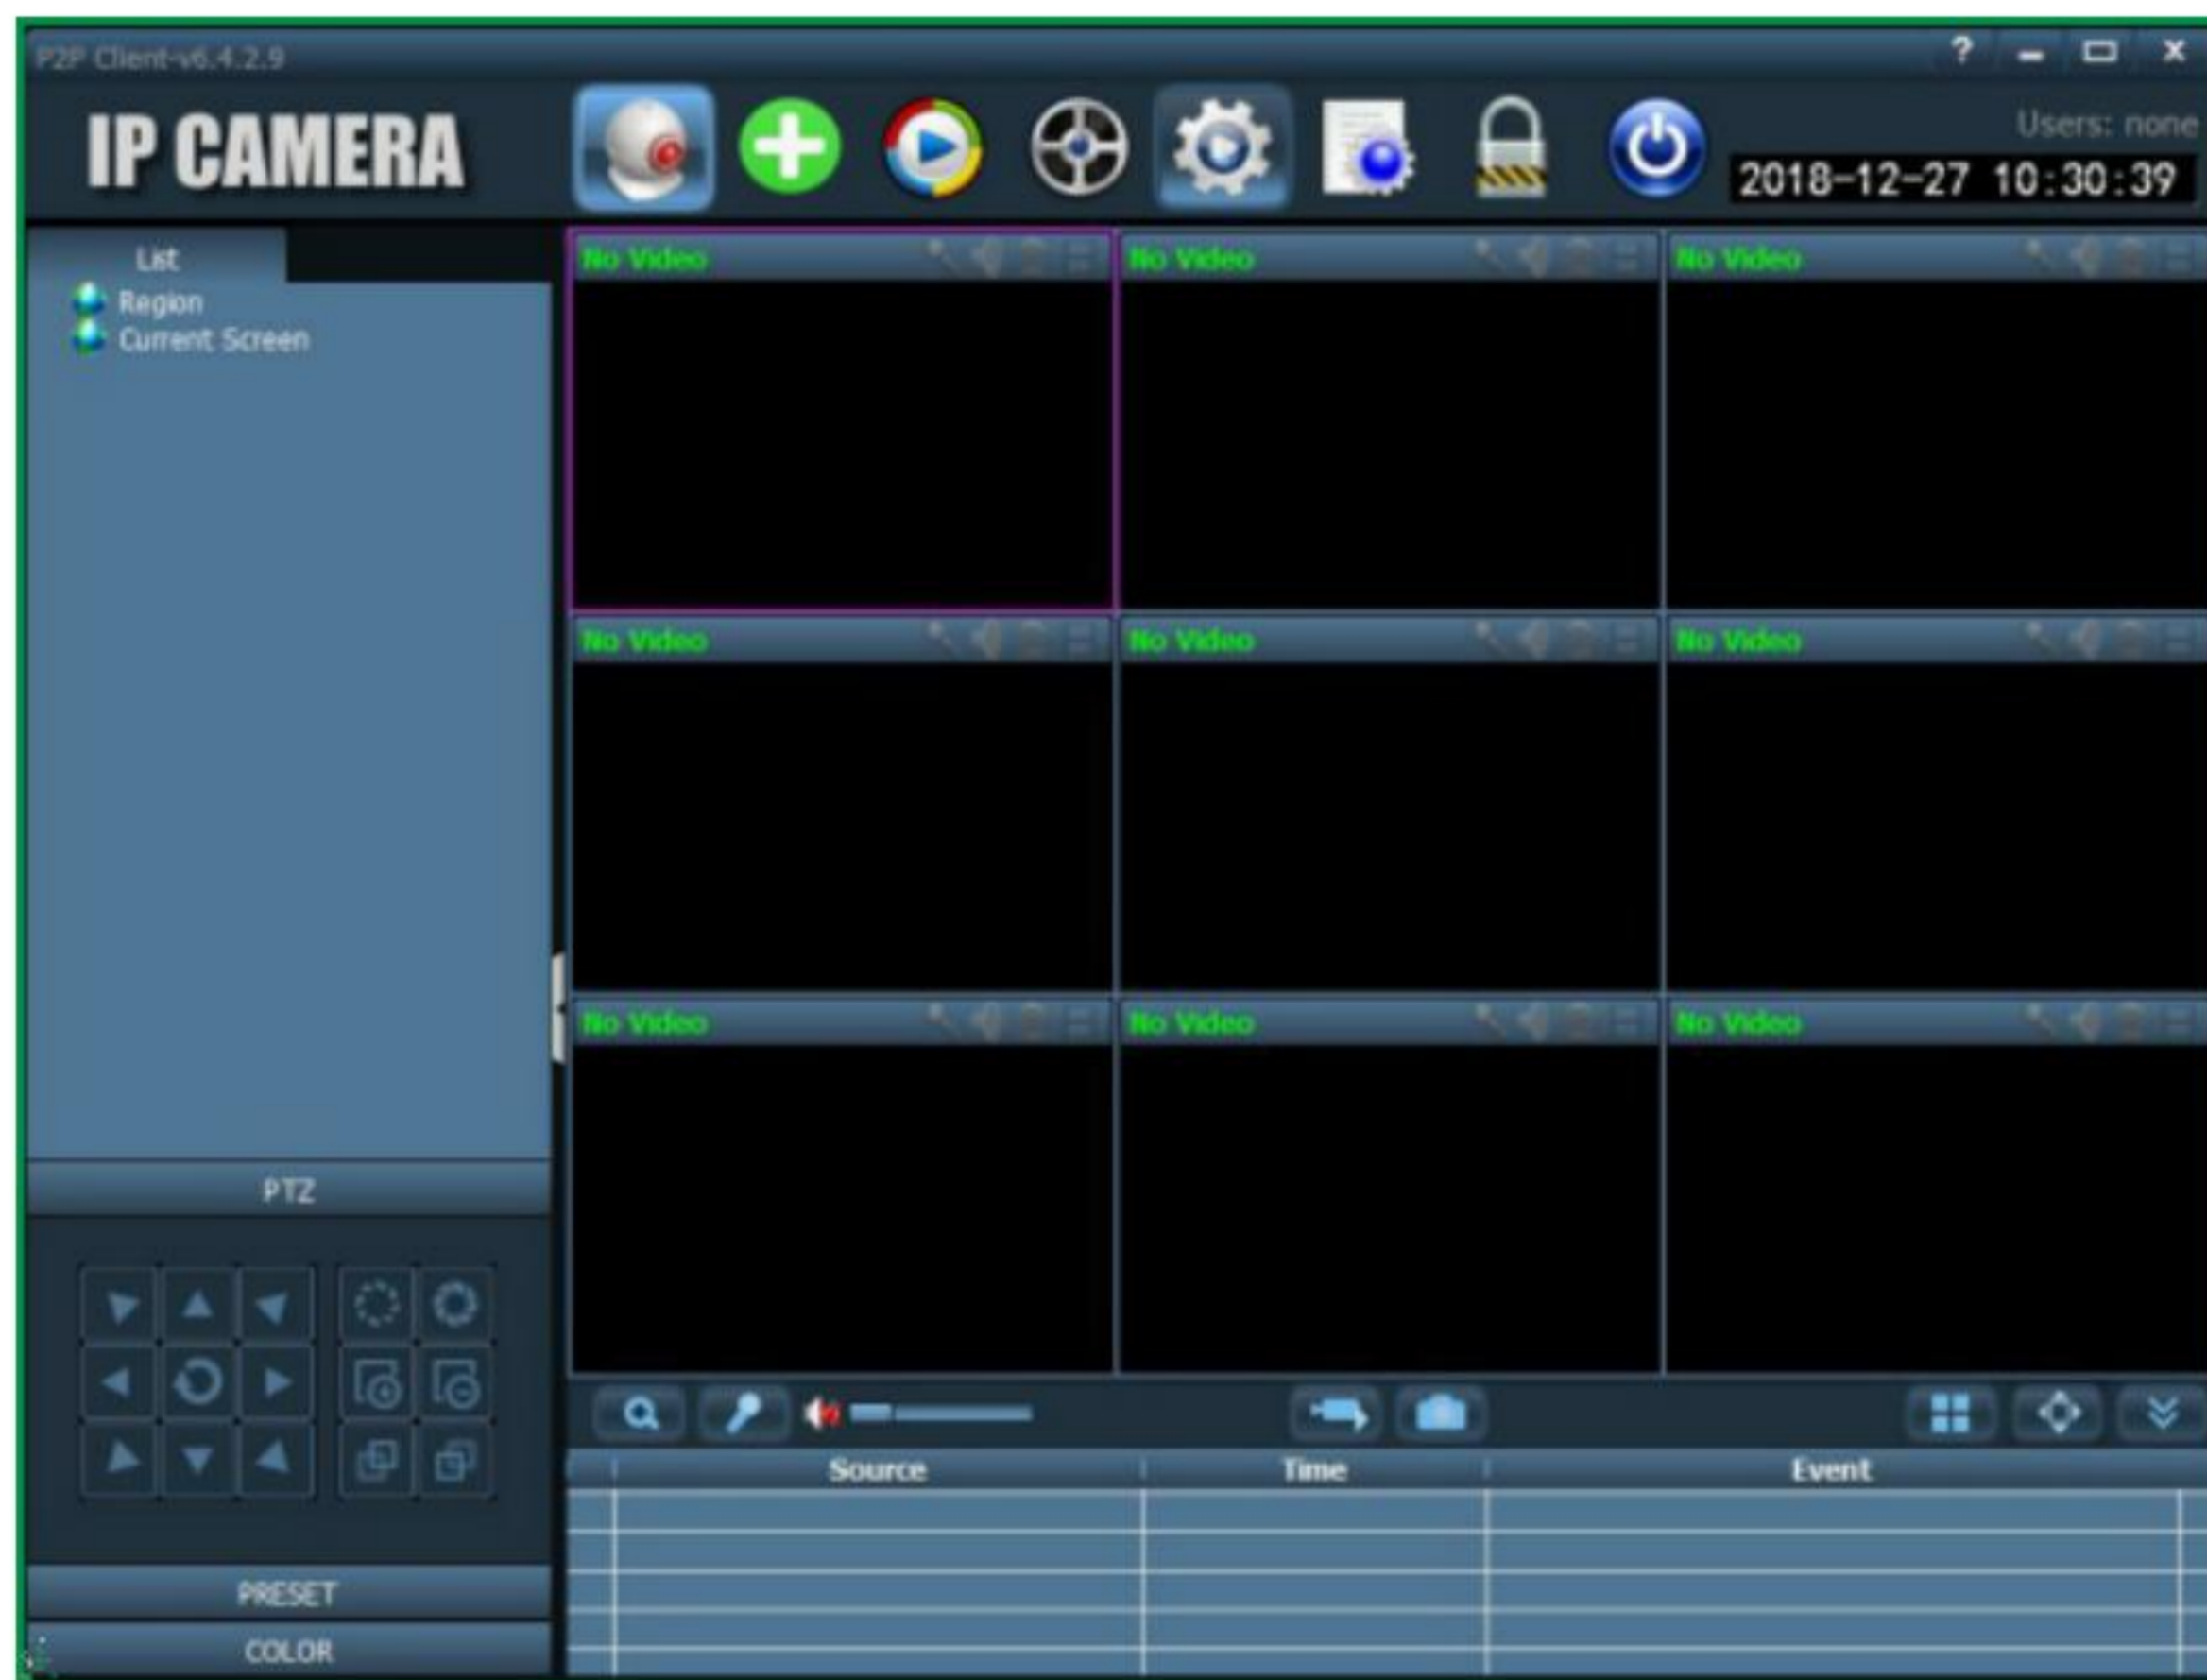 P2P Client-v6.4.2.9
?
IP CAMERA
Users: none
2018-12-27 10:30:39
List
Region
Current Screen
No Video No Video No Video
No Video No Video No Video
No Video No Video No Video
PTZ
PRESET
COLOR
Source Time Event